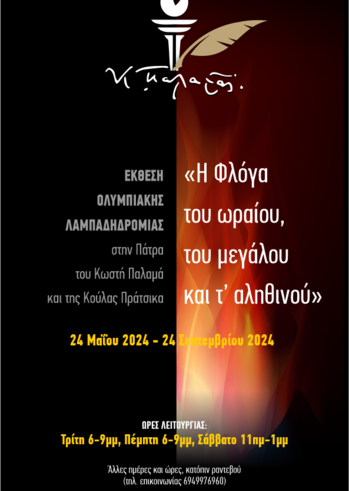 Κ Παλαμᾶς.
ΕΚΘΕΣΗ
ΟΛΥΜΠΙΑΚΗΣ
ΛΑΜΠΑΔΗΔΡΟΜΙΑΣ
στην Πάτρα
του Κωστή Παλαμά
και της Κούλας Πράτσικα
«Η Φλόγα
του ωραίου,
του μεγάλου
και τ’ αληθινού»
24 Μαΐου 2024 - 24 Σεπτεμβρίου 2024
ΩΡΕΣ ΛΕΙΤΟΥΡΓΙΑΣ:
Τρίτη 6-9μμ, Πέμπτη 6-9μμ, Σάββατο 11πμ-1μμ
Άλλες ημέρες και ώρες, κατόπιν ραντεβού
(τηλ. επικοινωνίας 6949976960)